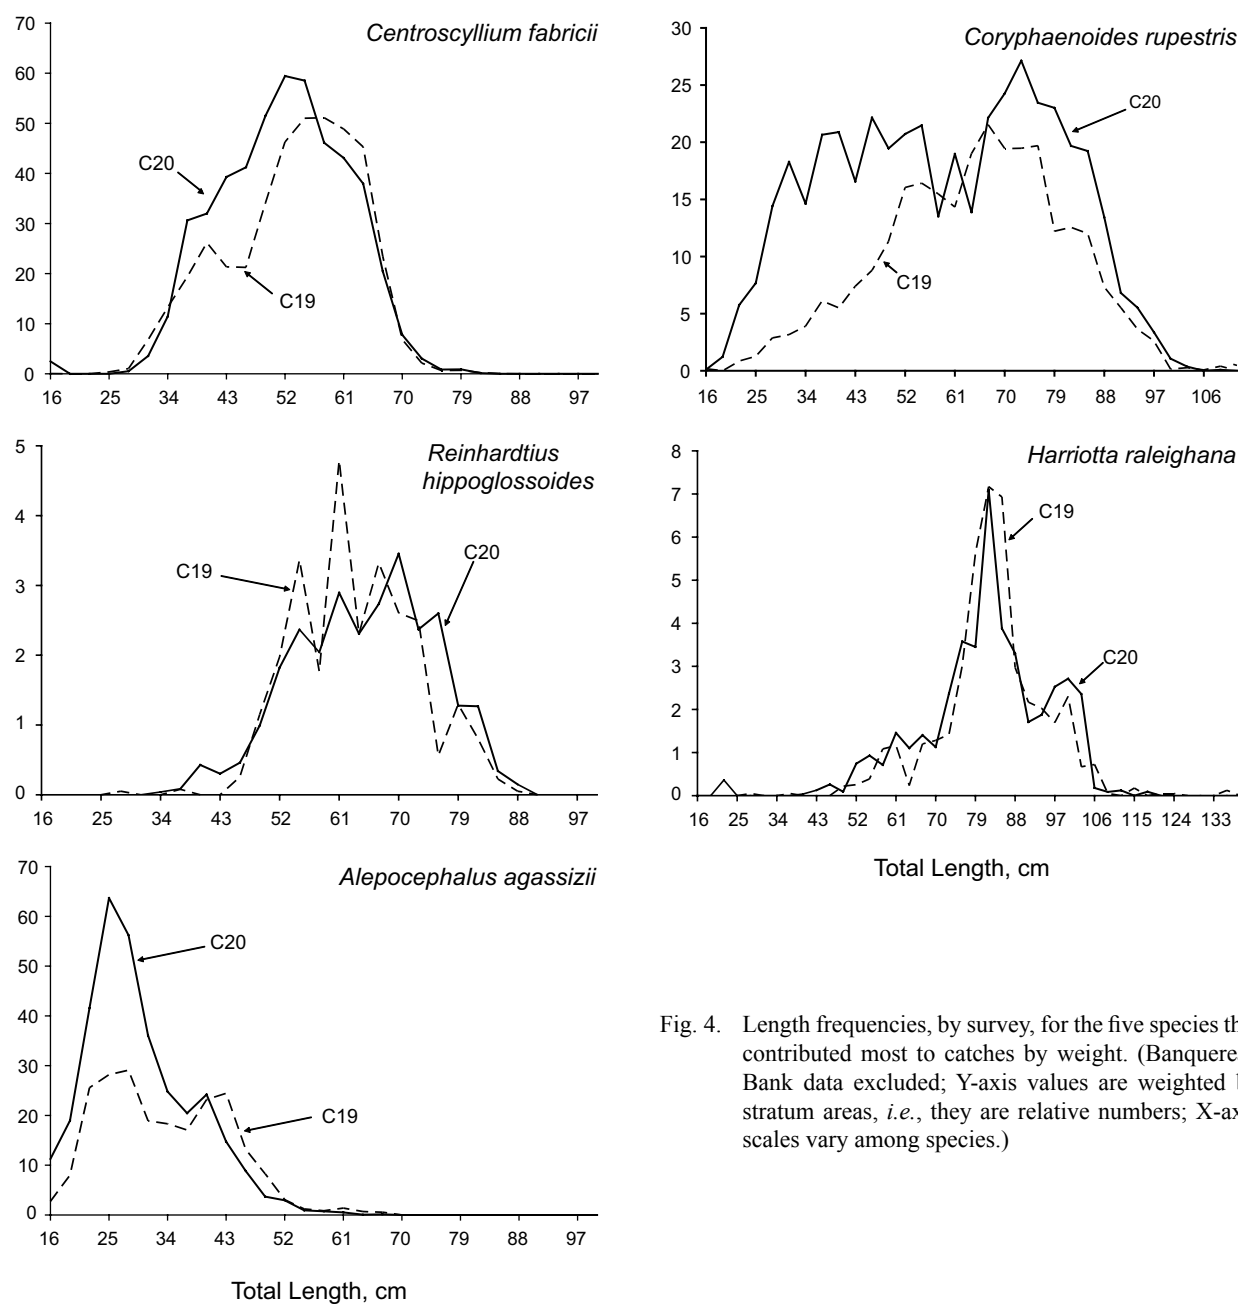 Centroscyllium fabricii
70
60
50
40
30
20
10
0
C20
C19
16 25 34 43 52 61 70 79 88 97
Coryphaenoides rupestris
30
25
20
15
10
5
0
C20
C19
16 25 34 43 52 61 70 79 88 97 106
Reinhardtius
hippoglossoides
5
4
3
2
1
0
C19
C20
16 25 34 43 52 61 70 79 88 97
Harriotta raleighana
8
7
6
5
4
3
2
1
0
C19
C20
16 25 34 43 52 61 70 79 88 97 106 115 124 133
Total Length, cm
Alepocephalus agassizii
70
60
50
40
30
20
10
0
C20
C19
16 25 34 43 52 61 70 79 88 97
Total Length, cm
Fig. 4. Length frequencies, by survey, for the five species th
contributed most to catches by weight. (Banquerea
Bank data excluded; Y-axis values are weighted b
stratum areas, i.e., they are relative numbers; X-ax
scales vary among species.)